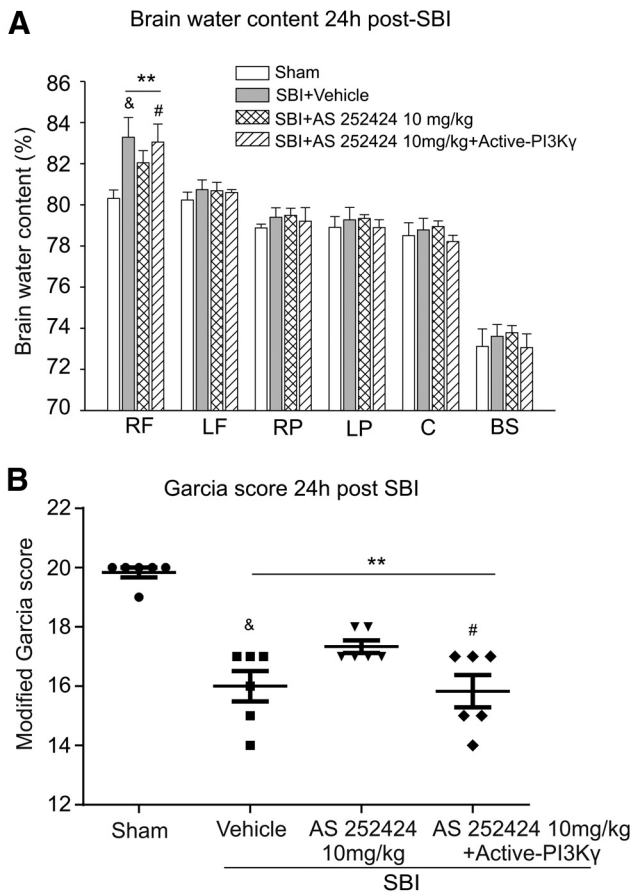 A
Brain water content 24h post-SBI
Sham
SBI+Vehicle
SBI+AS 252424 10 mg/kg
SBI+AS 252424 10mg/kg+Active-PI3Kγ
Brain water content (%)
86
84
82
80
78
76
74
72
70
**
&
#
RF LF RP LP C BS
B
Garcia score 24h post SBI
Modified Garcia score
22
20
18
16
14
12
**
&
#
Sham Vehicle AS 252424 AS 252424 10mg/kg
10mg/kg +Active-PI3Kγ
SBI